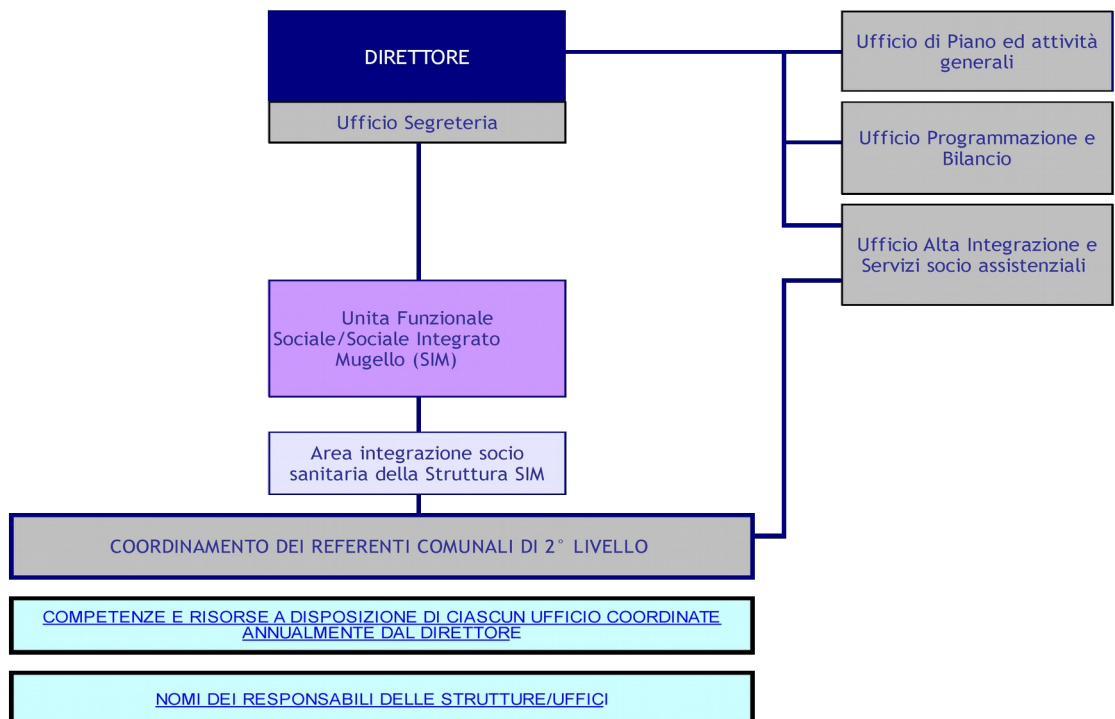 DIRETTORE
Ufficio Segreteria
Ufficio di Piano ed attività
generali
Ufficio Programmazione e
Bilancio
Ufficio Alta Integrazione e
Servizi socio assistenziali
Unita Funzionale
Sociale/Sociale Integrato
Mugello (SIM)
Area integrazione socio
sanitaria della Struttura SIM
COORDINAMENTO DEI REFERENTI COMUNALI DI 2° LIVELLO
COMPETENZE E RISORSE A DISPOSIZIONE DI CIASCUN UFFICIO COORDINATE
ANNUALMENTE DAL DIRETTORE
NOMI DEI RESPONSABILI DELLE STRUTTURE/UFFICI